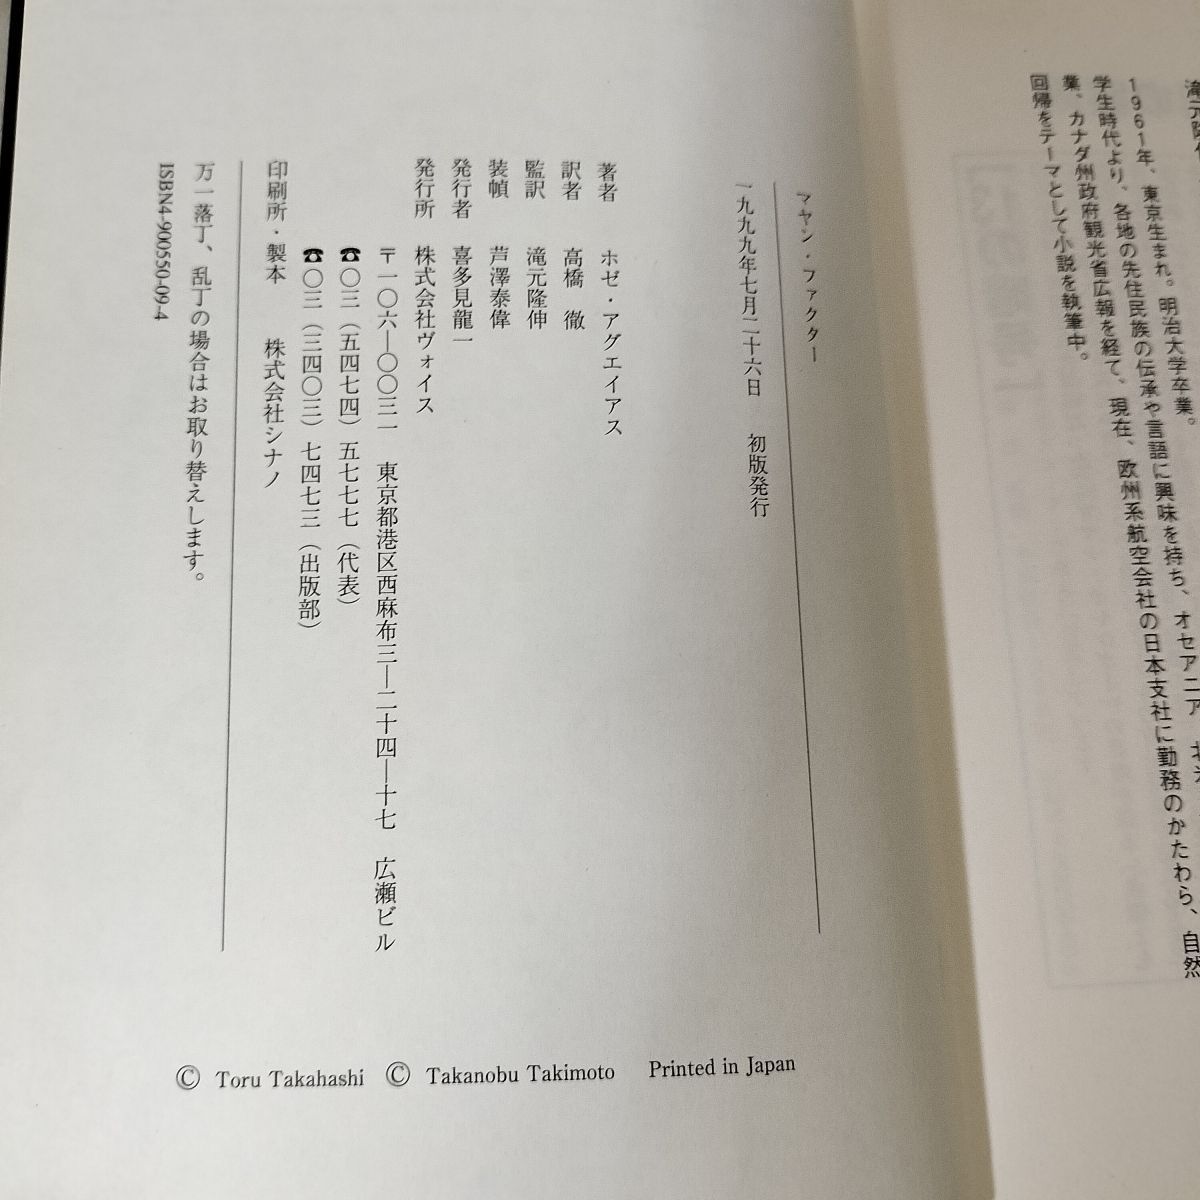 1961年、東京生まれ。明治大学卒業。
学生時代より、各地の先住民族の伝承や言語に興味を持ち、オセアニア
業、カナダ州政府観光省広報を経て、現在、欧州系航空会社の日本支社に勤務のかたわら、自然
回帰をテーマとして小説を執筆中。
マヤン・ファクター
一九九九年七月二十六日 初版発行
著者 ホゼ・アグエイアス
訳者 高橋 徹
監訳 滝元隆伸
装幀 芦澤泰偉
発行者 喜多見龍一
発行所 株式会社ヴォイス
〒一〇六―〇〇三一 東京都港区西麻布三―二十四―十七 広瀬ビル
☎〇三(五四七四)五七七七(代表)
☎〇三(三四〇三)七四七三(出版部)
印刷所・製本 株式会社シナノ
万一落丁、乱丁の場合はお取り替えします。
ISBN4-900550-09-4
© Toru Takahashi © Takanobu Takimoto Printed in Japan